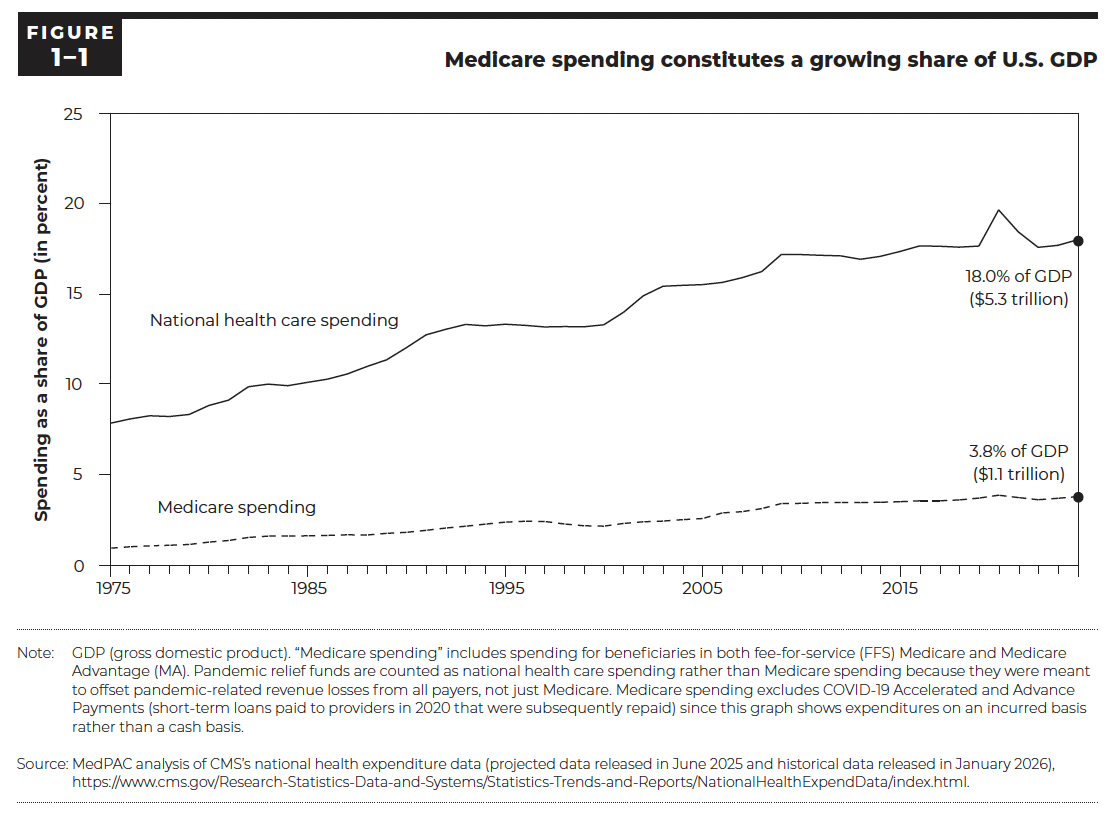 FIGURE
1–1
Medicare spending constitutes a growing share of U.S. GDP
Spending as a share of GDP (in percent)
25
20
15
10
5
0
National health care spending
18.0% of GDP
($5.3 trillion)
Medicare spending
3.8% of GDP
($1.1 trillion)
1975
1985
1995
2005
2015
Note: GDP (gross domestic product). “Medicare spending” includes spending for beneficiaries in both fee-for-service (FFS) Medicare and Medicare
Advantage (MA). Pandemic relief funds are counted as national health care spending rather than Medicare spending because they were meant
to offset pandemic-related revenue losses from all payers, not just Medicare. Medicare spending excludes COVID-19 Accelerated and Advance
Payments (short-term loans paid to providers in 2020 that were subsequently repaid) since this graph shows expenditures on an incurred basis
rather than a cash basis.
Source: MedPAC analysis of CMS’s national health expenditure data (projected data released in June 2025 and historical data released in January 2026),
https://www.cms.gov/Research-Statistics-Data-and-Systems/Statistics-Trends-and-Reports/NationalHealthExpendData/index.html.